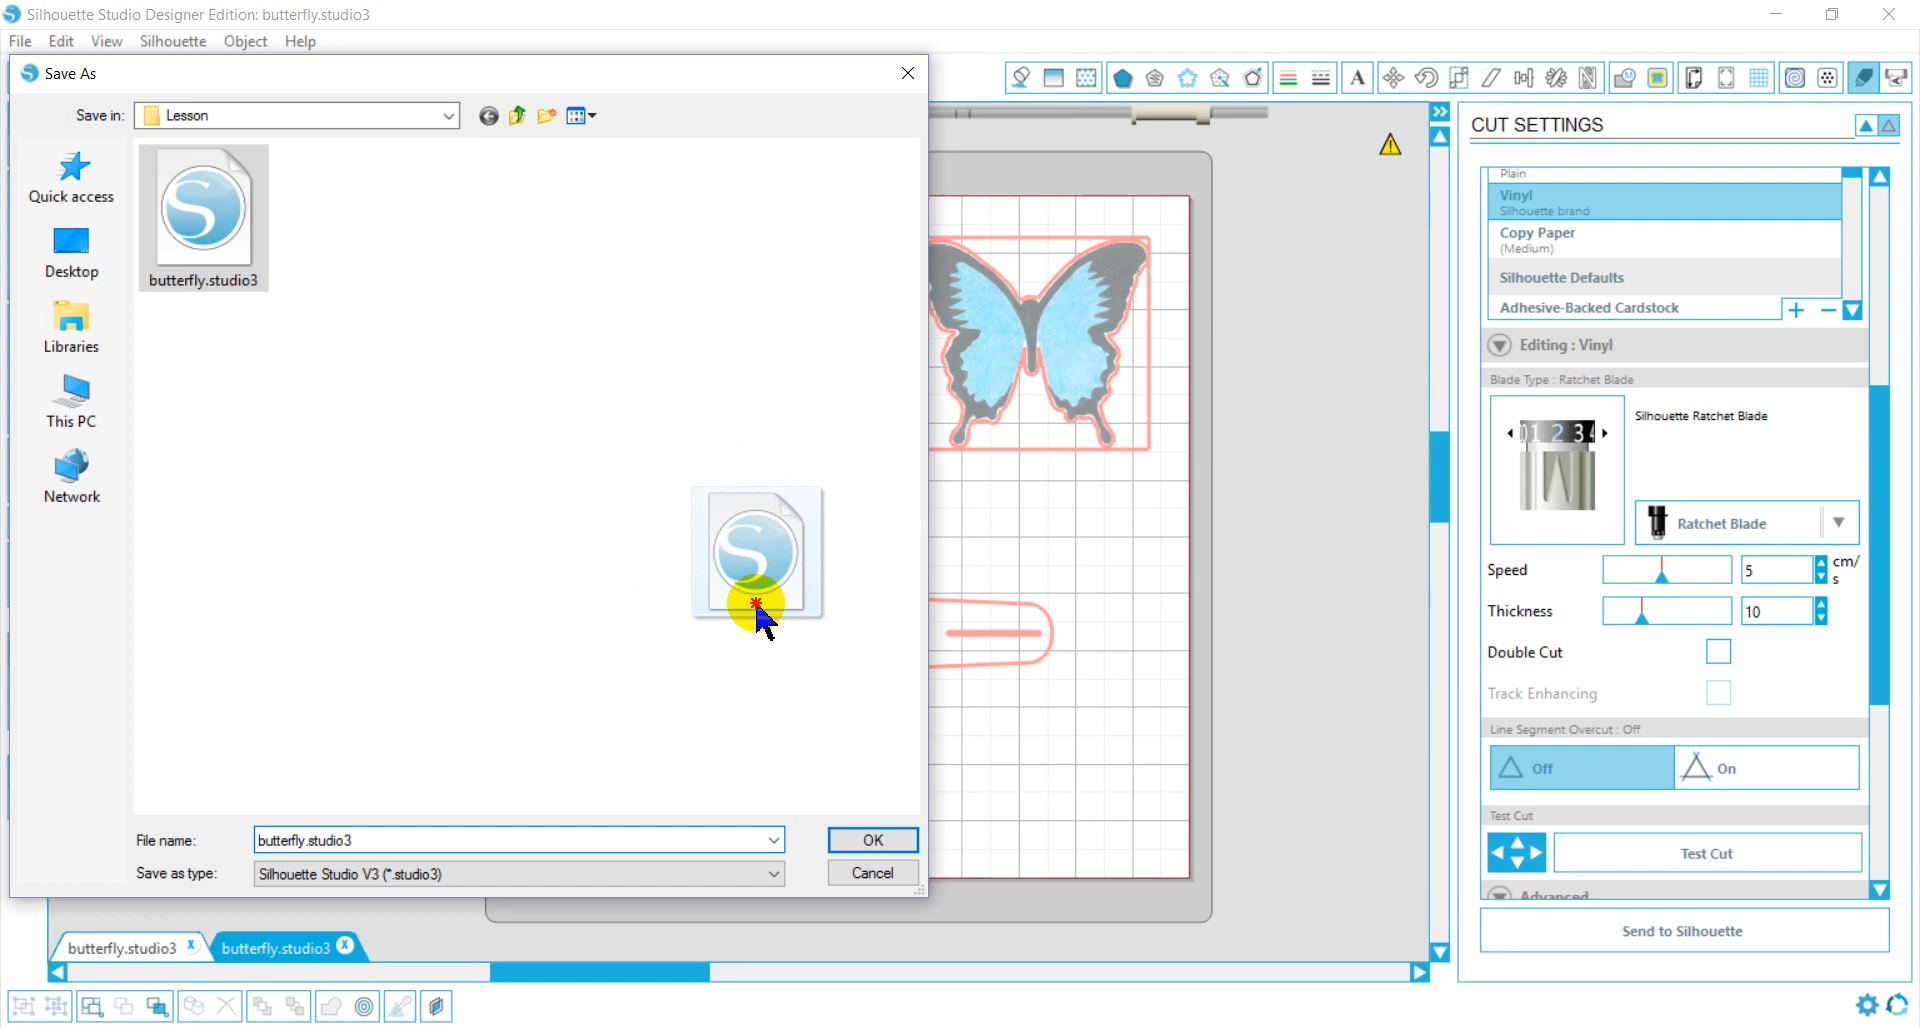 Silhouette Studio Designer Edition: butterfly.studio3
File Edit View Silhouette Object Help
Save As
Save in: Lesson
Quick access
Desktop
Libraries
This PC
Network
butterfly.studio3
File name: butterfly.studio3
OK
Save as type: Silhouette Studio V3 (*.studio3)
Cancel
butterfly.studio3 x
butterfly.studio3 x
A
M
CUT SETTINGS
Plain
Vinyl
Silhouette brand
Copy Paper
(Medium)
Silhouette Defaults
Adhesive-Backed Cardstock
Editing : Vinyl
Blade Type : Ratchet Blade
Silhouette Ratchet Blade
Ratchet Blade
Speed 5 cm/
s
Thickness 10
Double Cut
Track Enhancing
Line Segment Overcut : Off
Off On
Test Cut
Test Cut
Advanced
Send to Silhouette